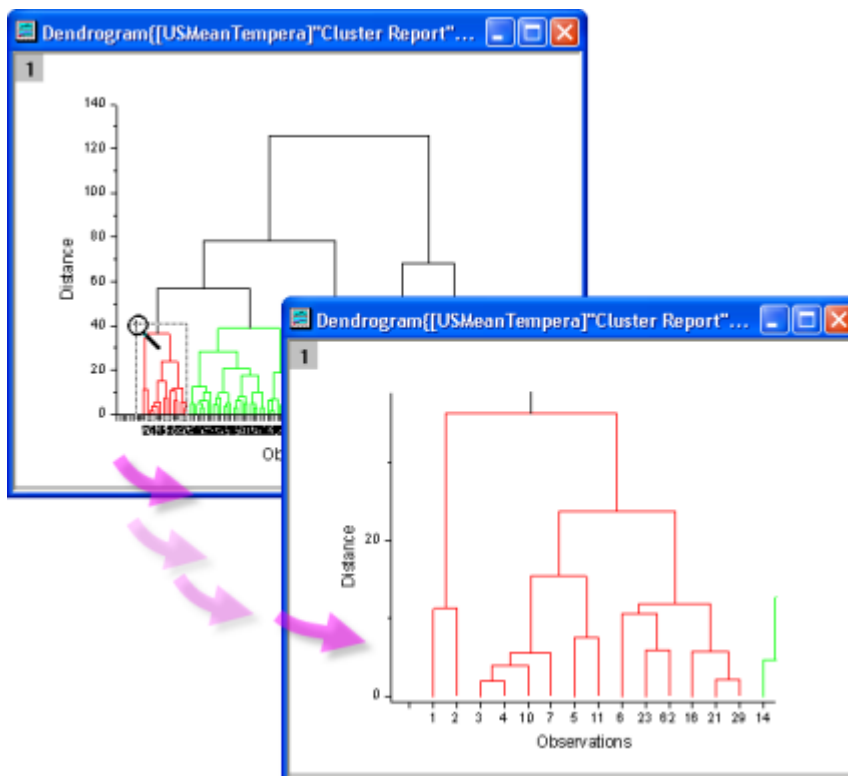 Dendrogram{[USMeanTempera]"Cluster Report"...
1
140
120
100
80
60
40
20
0
Distance
Dendrogram{[USMeanTempera]"Cluster Report"...
1
20
0
Distance
1 2 3 4 10 7 5 11 6 23 62 16 21 29 14
Observations